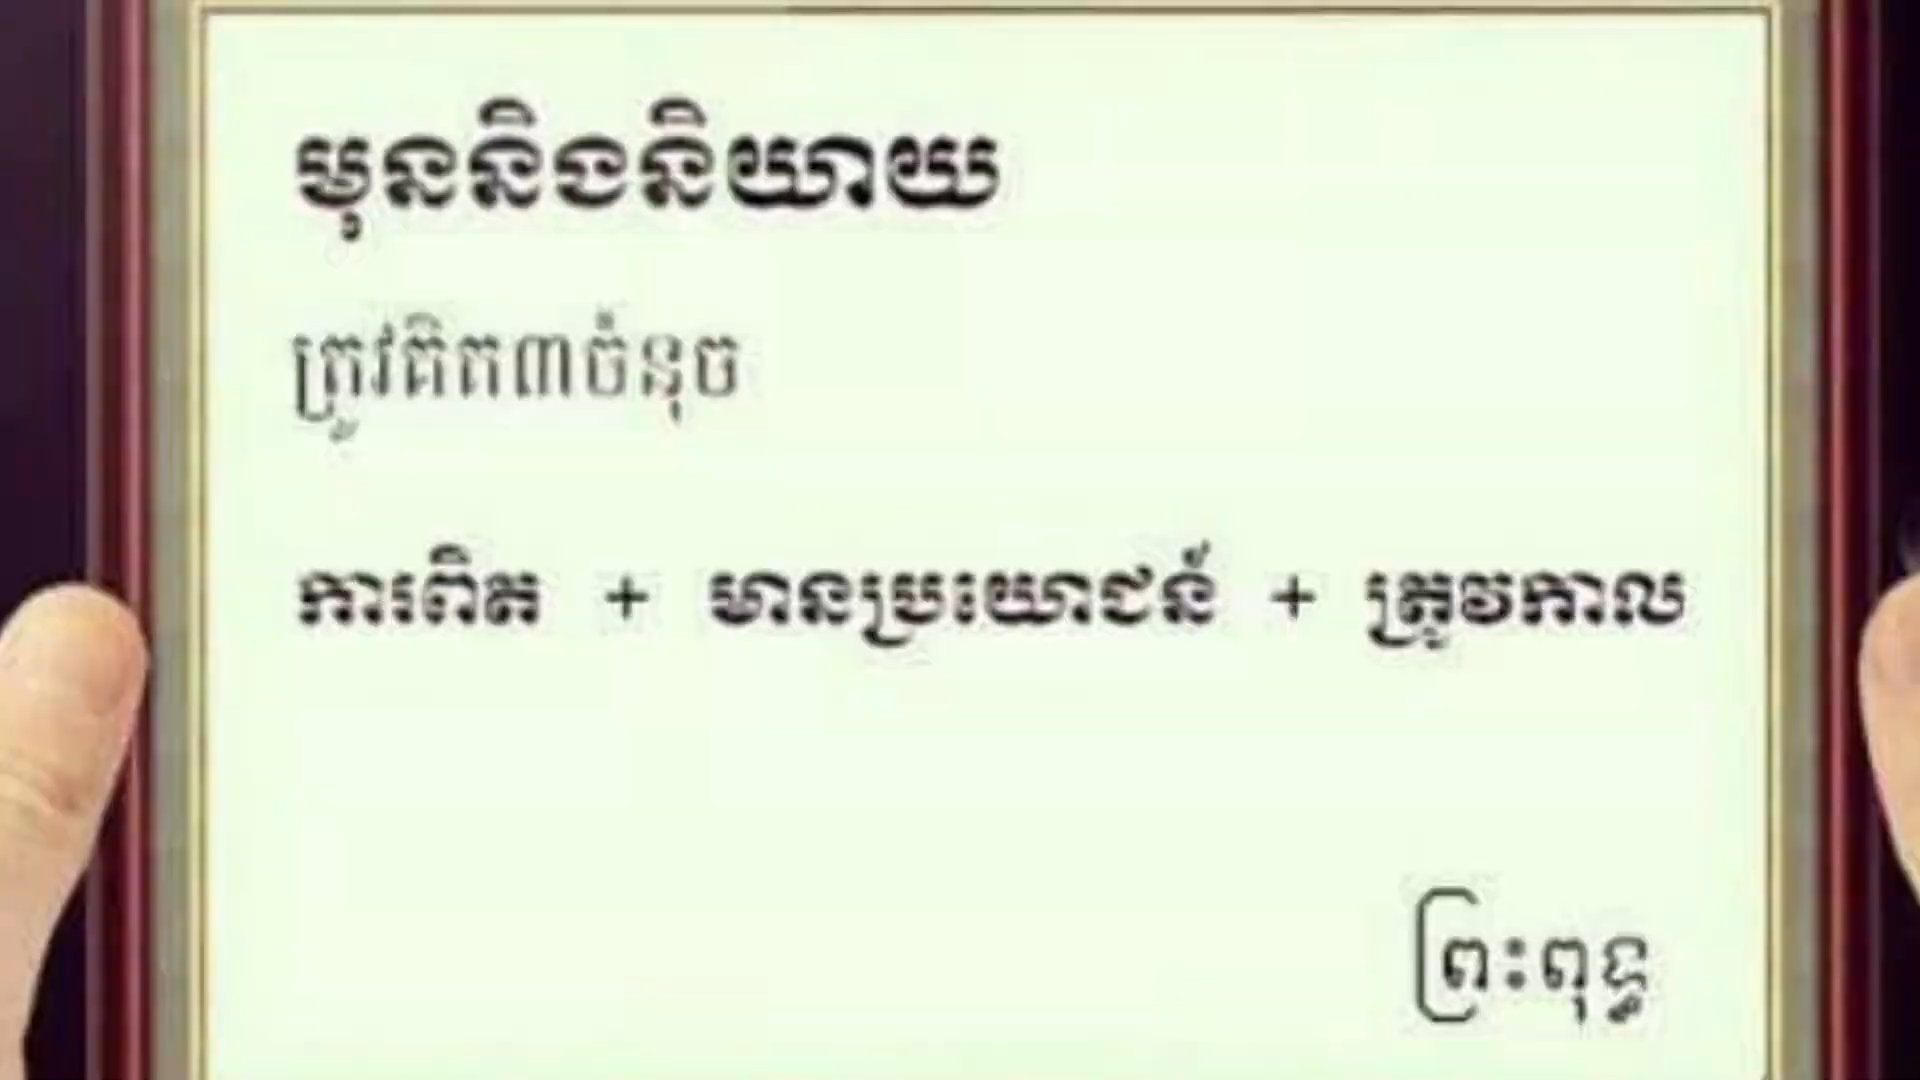 មុននិងនិយាយ
ត្រូវគិត៣ចំនុច
ការពិត + មានប្រយោជន៍ + ត្រូវកាល
ព្រះពុទ្ធ